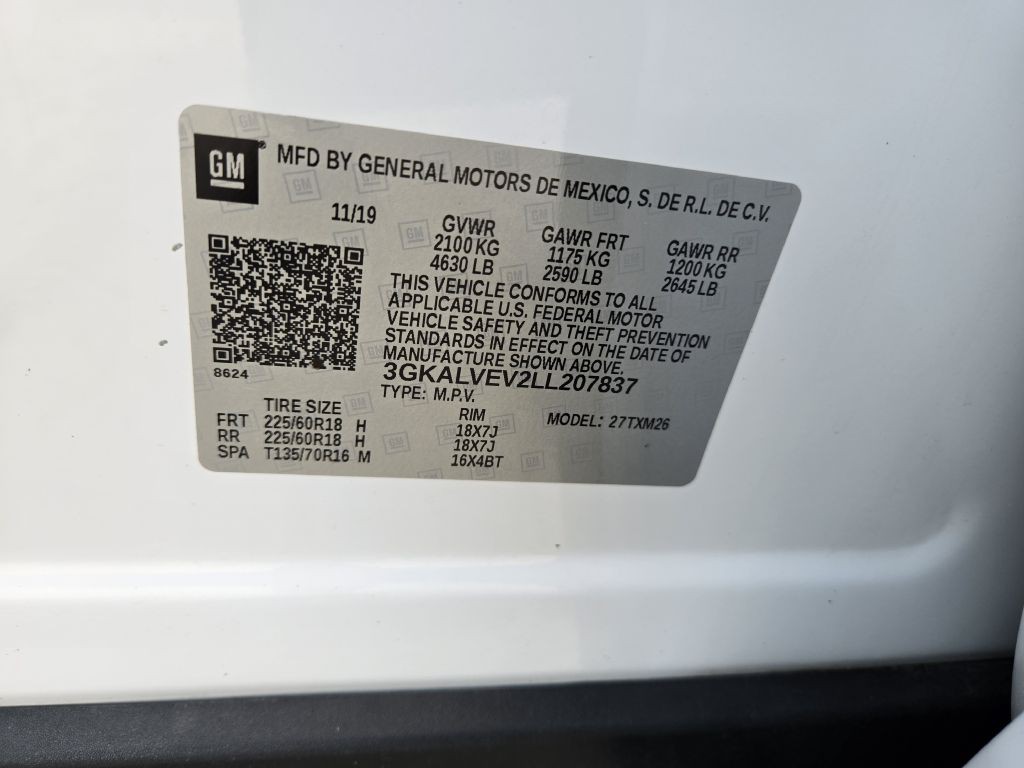 GM
MFD BY GENERAL MOTORS DE MEXICO, S. DE R.L. DE C.V.
11/19
GVWR GAWR FRT GAWR RR
2100 KG 1175 KG 1200 KG
4630 LB 2590 LB 2645 LB
THIS VEHICLE CONFORMS TO ALL
APPLICABLE U.S. FEDERAL MOTOR
VEHICLE SAFETY AND THEFT PREVENTION
STANDARDS IN EFFECT ON THE DATE OF
MANUFACTURE SHOWN ABOVE.
3GKALVEV2LL207837
8624
TYPE: M.P.V.
TIRE SIZE RIM MODEL: 27TXM26
FRT 225/60R18 H 18X7J
RR 225/60R18 H 18X7J
SPA T135/70R16 M 16X4BT